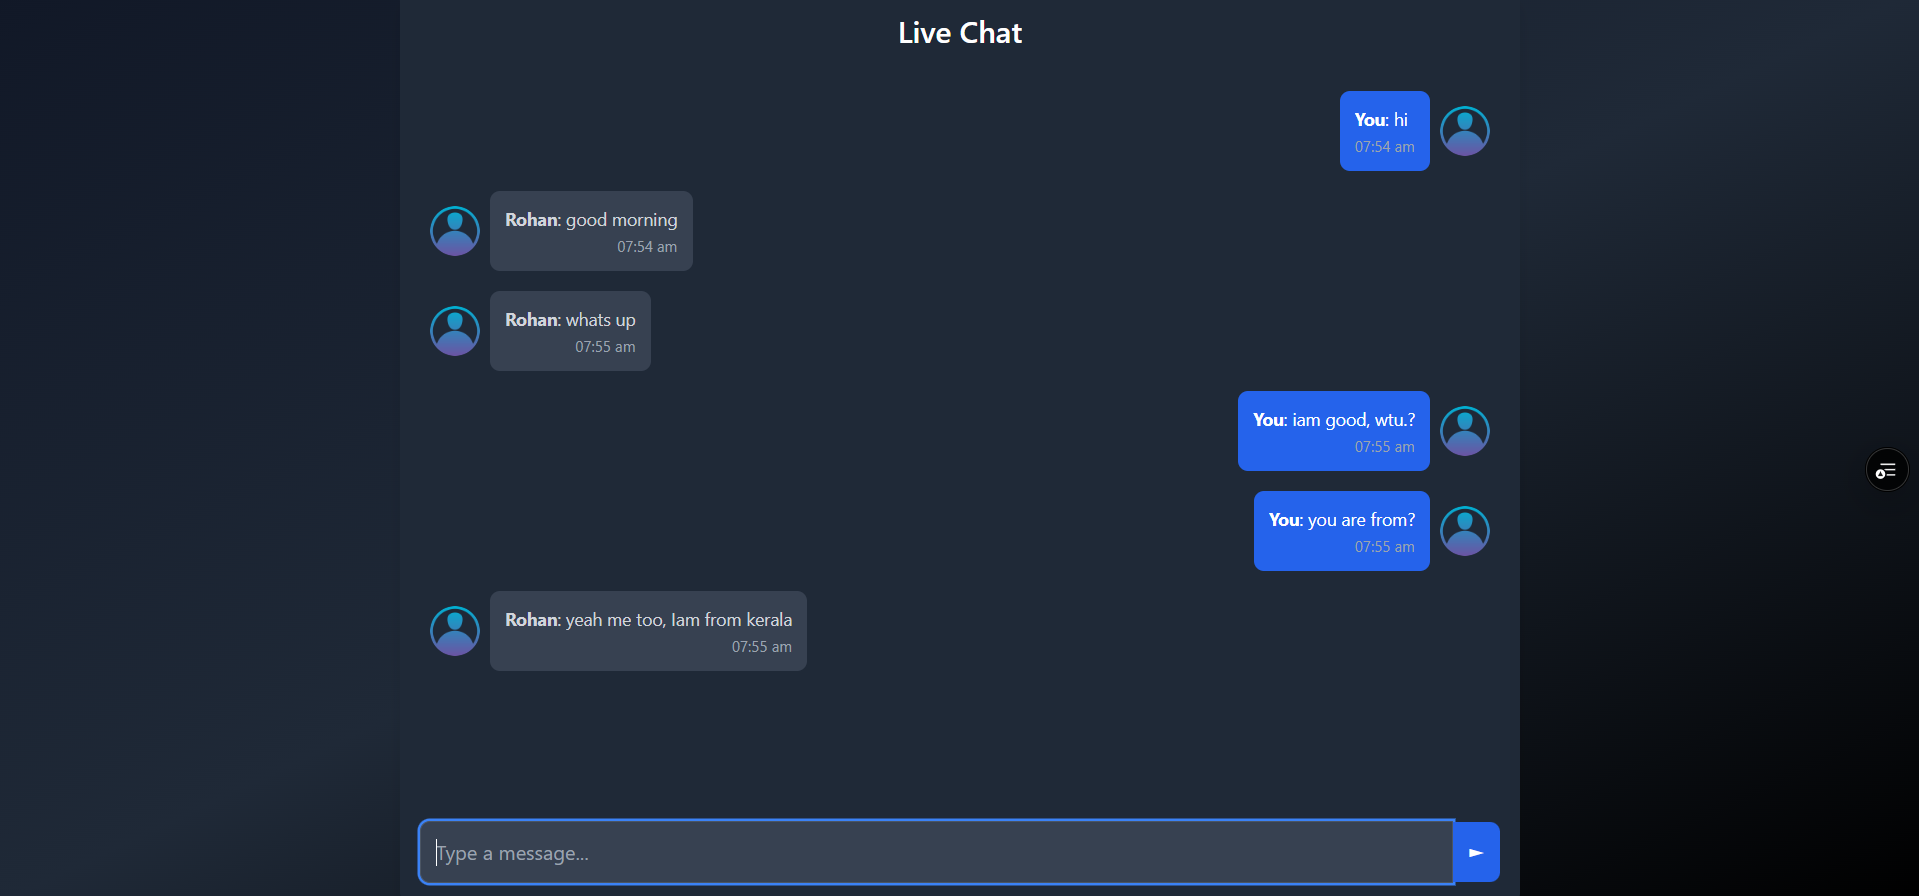 Live Chat
You: hi
07:54 am
Rohan: good morning
07:54 am
Rohan: whats up
07:55 am
You: iam good, wtu.?
07:55 am
You: you are from?
07:55 am
Rohan: yeah me too, Iam from kerala
07:55 am
Type a message...